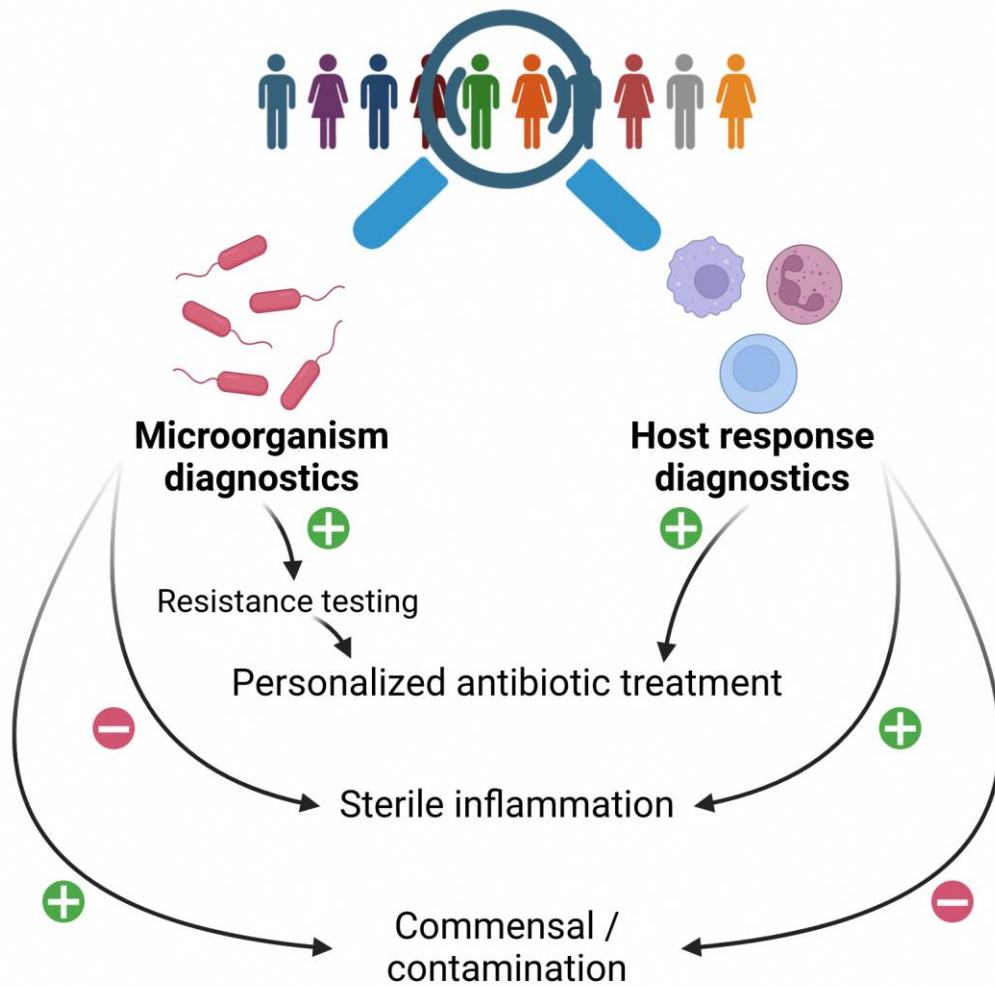 Microorganism
diagnostics
Host response
diagnostics
Resistance testing
Personalized antibiotic treatment
Sterile inflammation
Commensal /
contamination